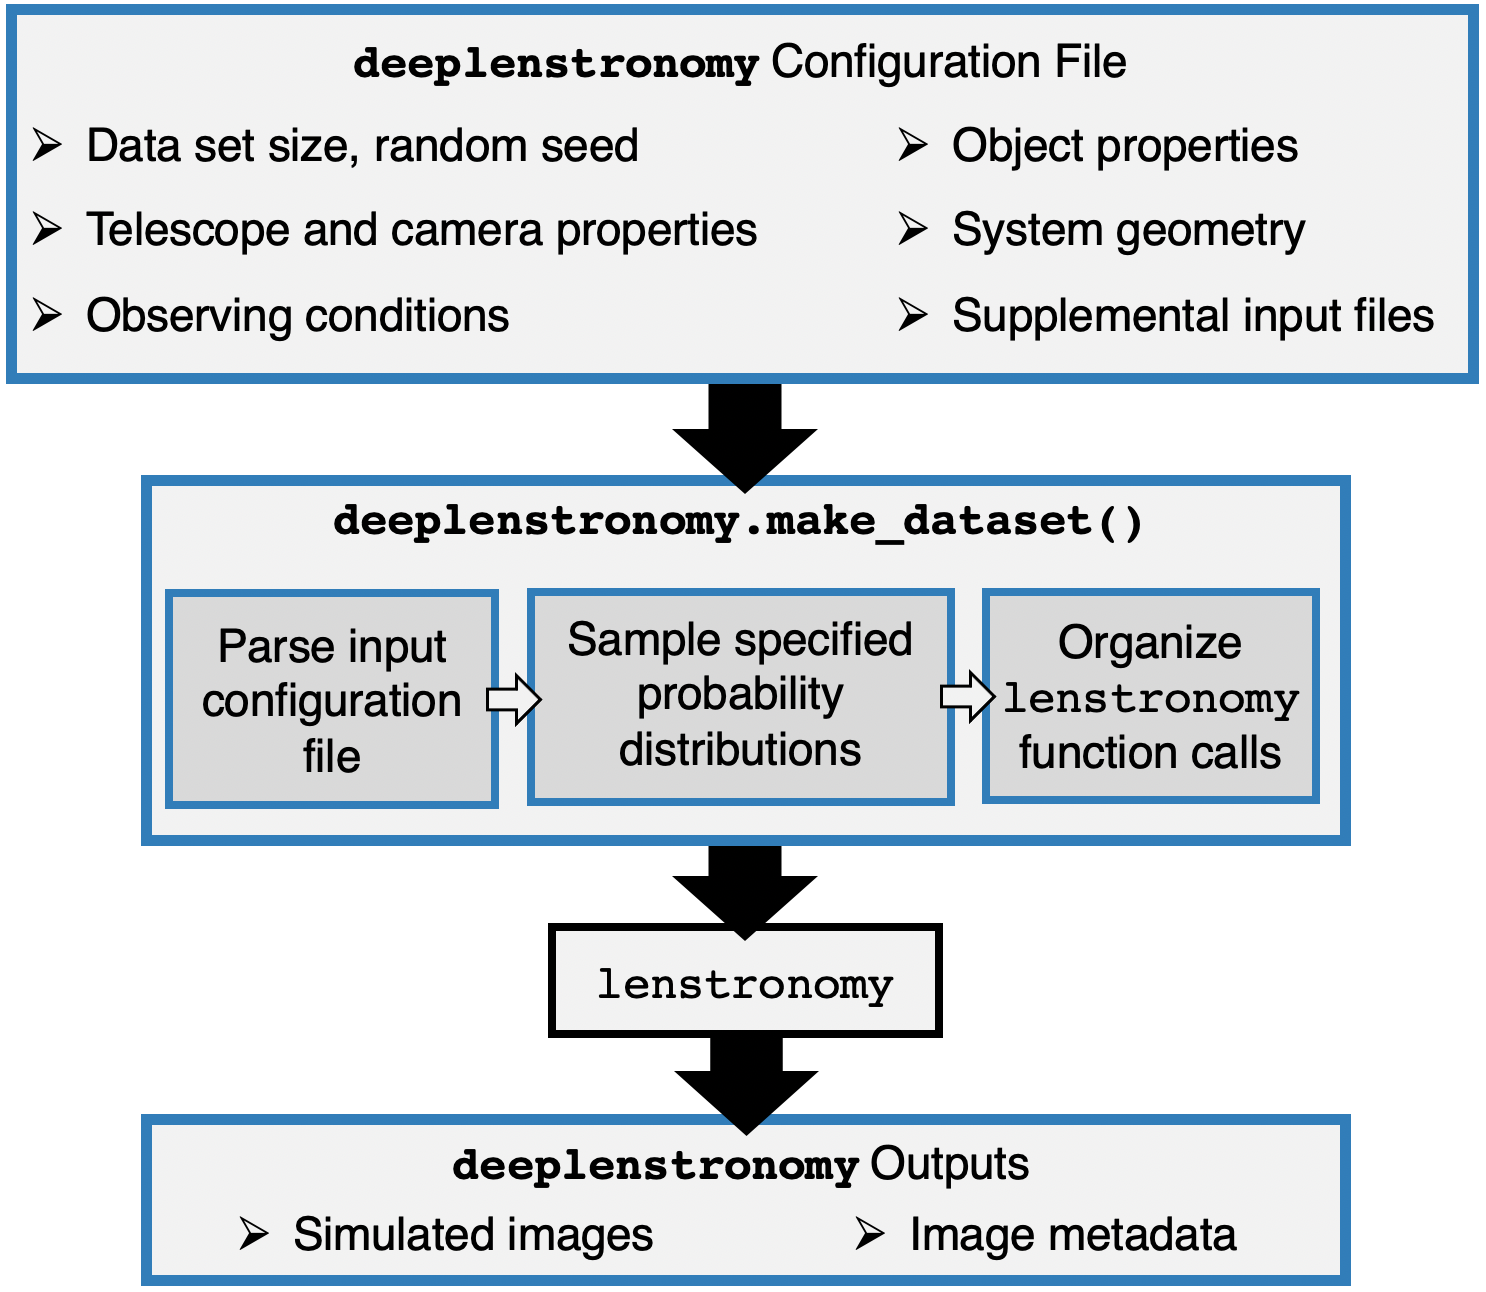 deeplenstronomy Configuration File
➢ Data set size, random seed
➢ Object properties
➢ Telescope and camera properties
➢ System geometry
➢ Observing conditions
➢ Supplemental input files
deeplenstronomy.make_dataset()
Parse input
configuration
file
Sample specified
probability
distributions
Organize
lenstronomy
function calls
lenstronomy
deeplenstronomy Outputs
➢ Simulated images
➢ Image metadata